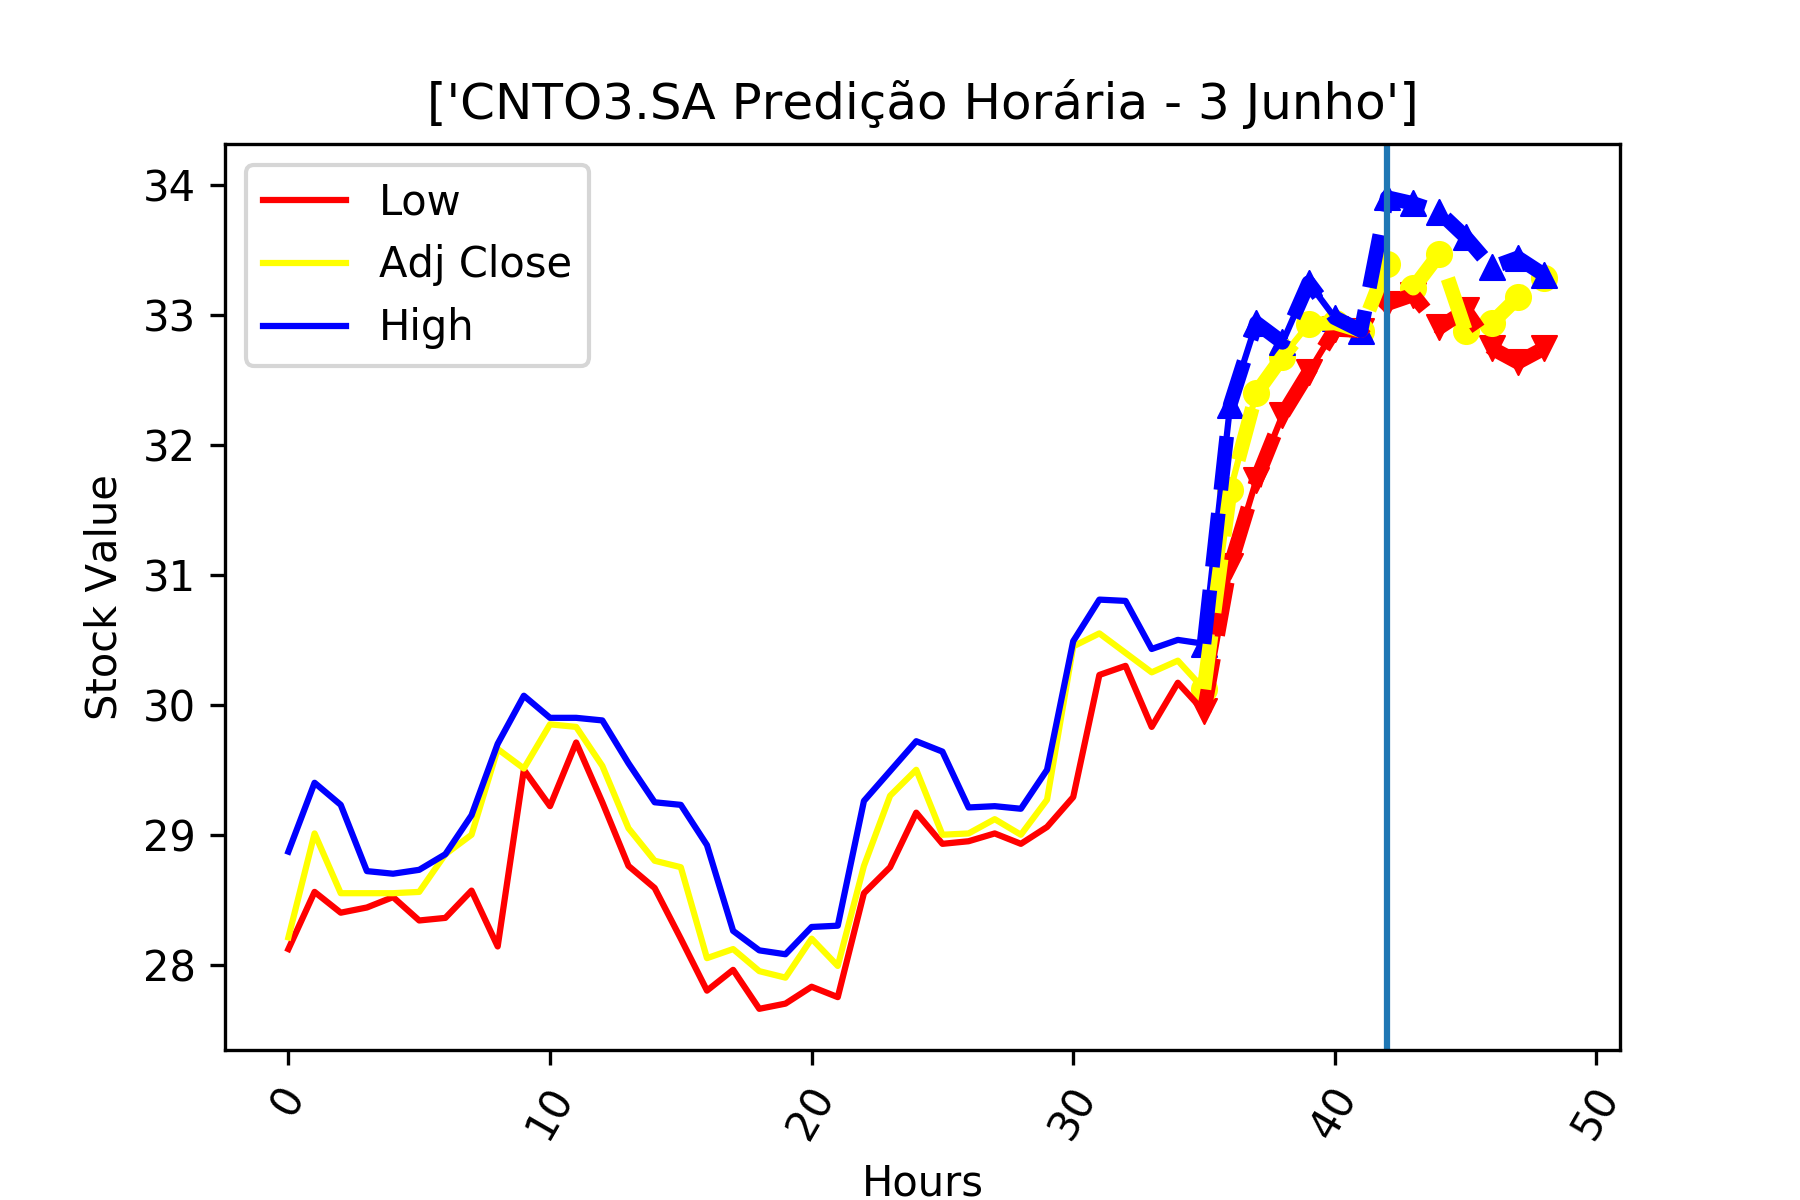 ['CNTO3.SA Predição Horária - 3 Junho']
Low
Adj Close
High
34
33
32
31
30
29
28
Stock Value
0
10
20
30
40
50
Hours